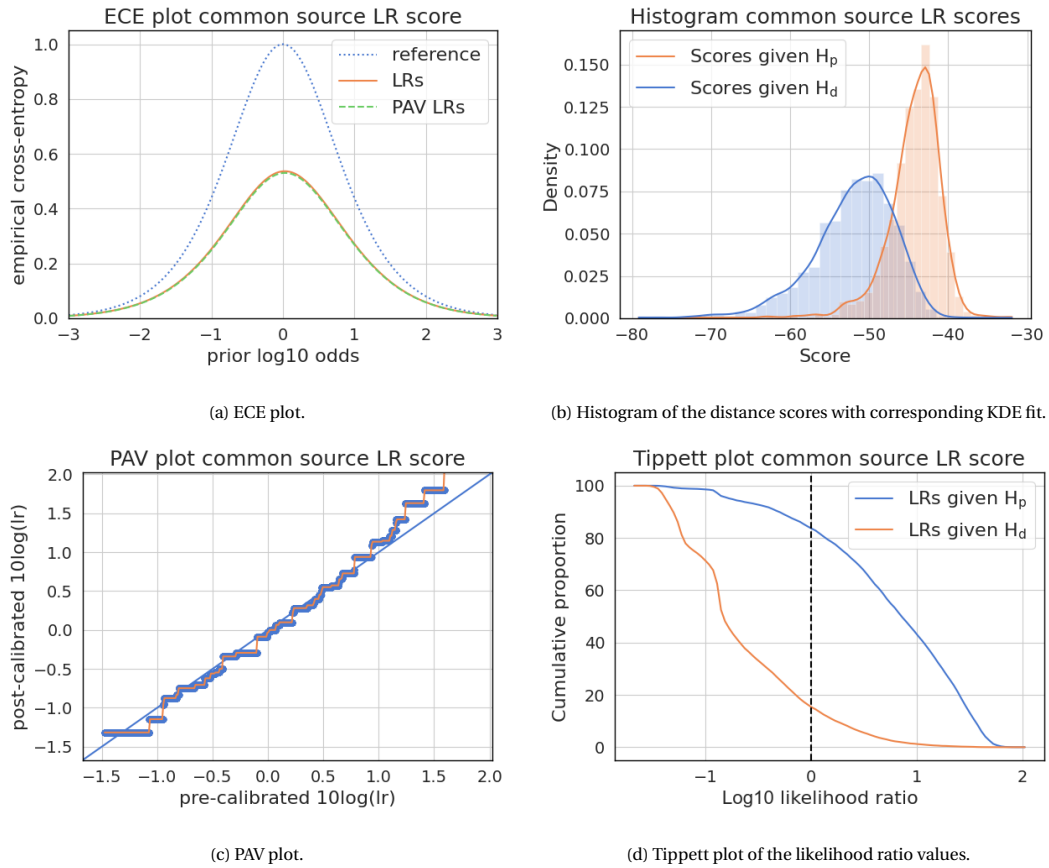 ECE plot common source LR score
1.0
0.8
0.6
0.4
0.2
0.0
empirical cross-entropy
reference
LRs
PAV LRs
−3 −2 −1 0 1 2 3
prior log10 odds
(a) ECE plot.
Histogram common source LR scores
0.150
0.125
0.100
0.075
0.050
0.025
0.000
Density
Scores given Hp
Scores given Hd
−80 −70 −60 −50 −40 −30
Score
(b) Histogram of the distance scores with corresponding KDE fit.
PAV plot common source LR score
2.0
1.5
1.0
0.5
0.0
−0.5
−1.0
−1.5
post-calibrated 10log(lr)
−1.5 −1.0 −0.5 0.0 0.5 1.0 1.5 2.0
pre-calibrated 10log(lr)
(c) PAV plot.
Tippett plot common source LR score
100
80
60
40
20
0
Cumulative proportion
LRs given Hp
LRs given Hd
−1 0 1 2
Log10 likelihood ratio
(d) Tippett plot of the likelihood ratio values.